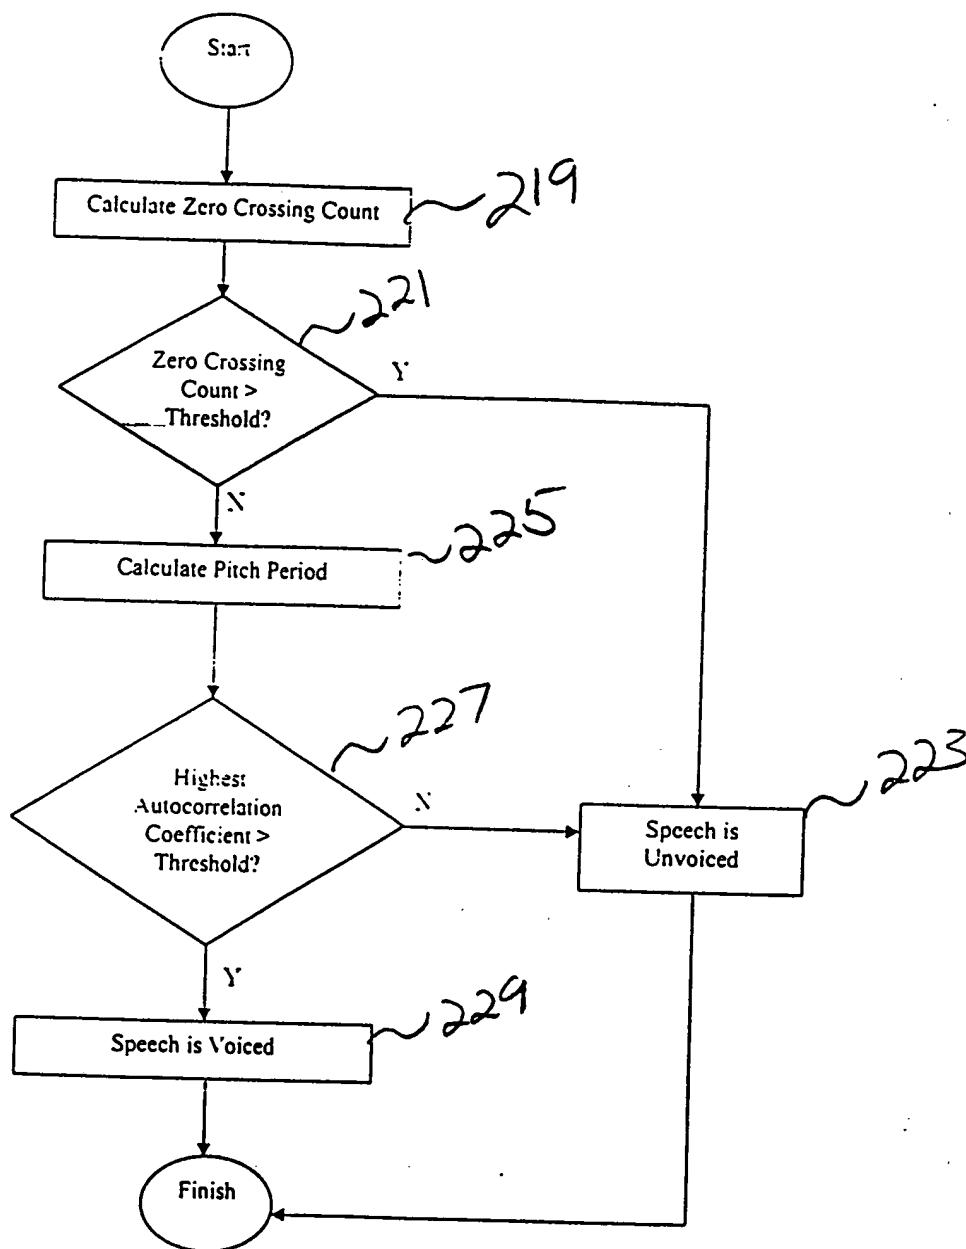 Start
Calculate Zero Crossing Count
219
221
Zero Crossing
Count >
Threshold?
Y
N
225
Calculate Pitch Period
227
Highest
Autocorrelation
Coefficient >
Threshold?
N
223
Speech is
Unvoiced
Y
229
Speech is Voiced
Finish